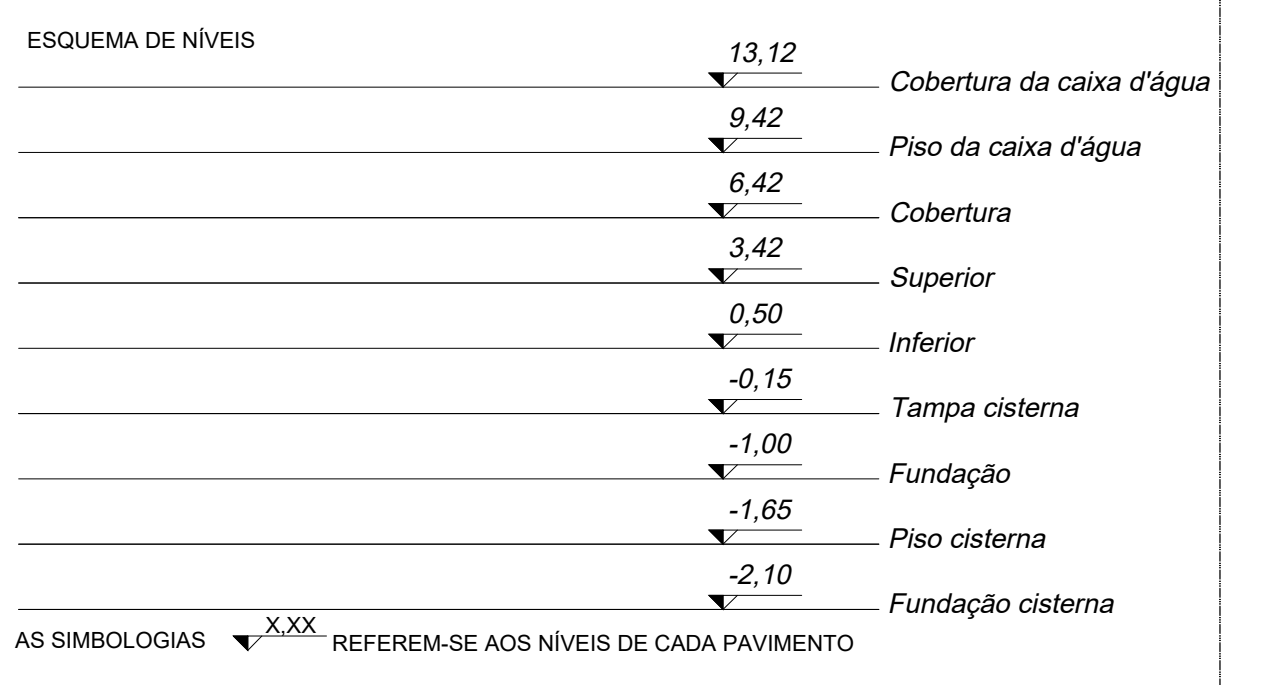 ESQUEMA DE NÍVEIS
13,12
Cobertura da caixa d'água
9,42
Piso da caixa d'água
6,42
Cobertura
3,42
Superior
0,50
Inferior
-0,15
Tampa cisterna
-1,00
Fundação
-1,65
Piso cisterna
-2,10
Fundação cisterna
AS SIMBOLOGIAS X,XX REFEREM-SE AOS NÍVEIS DE CADA PAVIMENTO